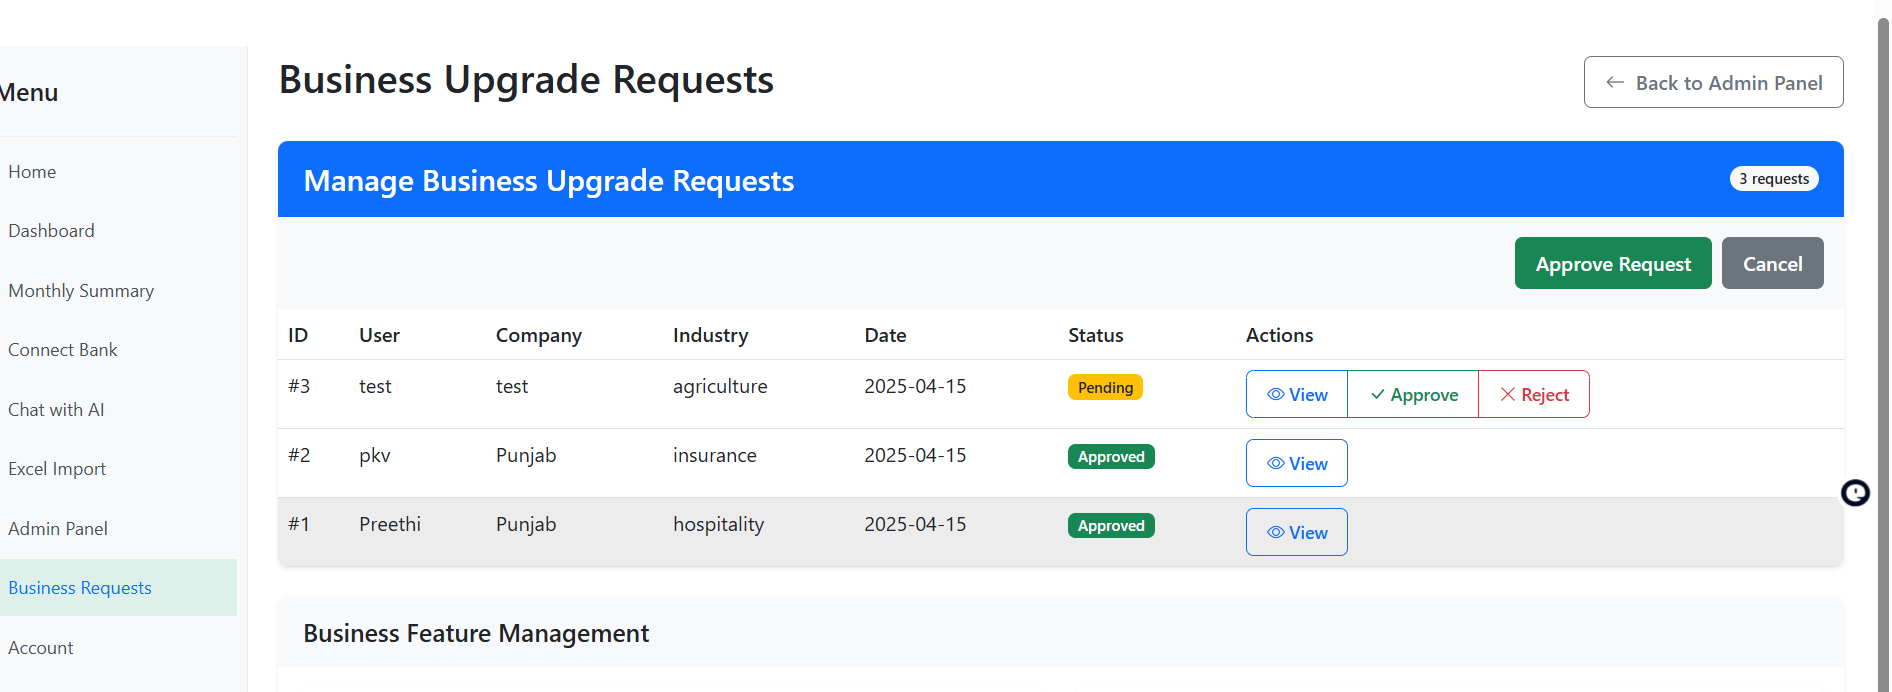 Menu
Home
Dashboard
Monthly Summary
Connect Bank
Chat with AI
Excel Import
Admin Panel
Business Requests
Account
Business Upgrade Requests
← Back to Admin Panel
Manage Business Upgrade Requests
3 requests
Approve Request Cancel
ID User Company Industry Date Status Actions
#3 test test agriculture 2025-04-15 Pending View Approve Reject
#2 pkv Punjab insurance 2025-04-15 Approved View
#1 Preethi Punjab hospitality 2025-04-15 Approved View
Business Feature Management